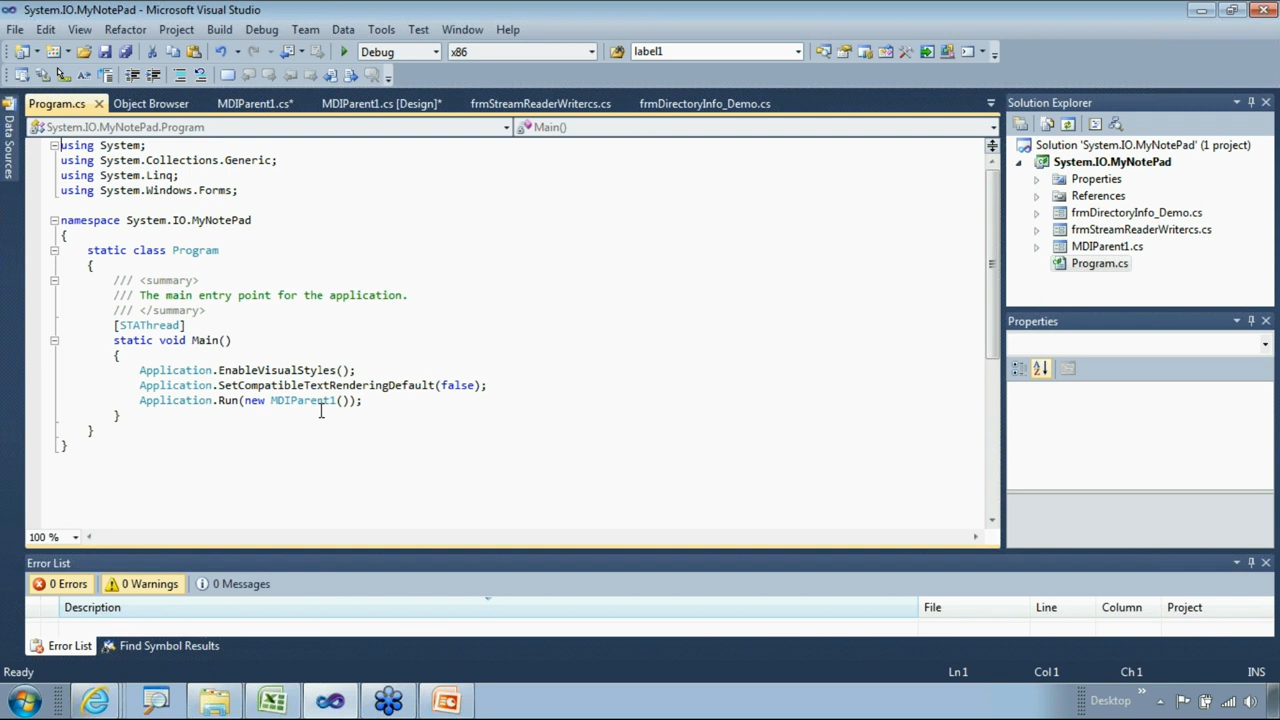 System.IO.MyNotePad - Microsoft Visual Studio
File Edit View Refactor Project Build Debug Team Data Tools Test Window Help
Debug x86 label1
Program.cs Object Browser MDIParent1.cs* MDIParent1.cs [Design]* frmStreamReaderWritercs.cs frmDirectoryInfo_Demo.cs
System.IO.MyNotePad.Program Main()
using System;
using System.Collections.Generic;
using System.Linq;
using System.Windows.Forms;
namespace System.IO.MyNotePad
{
static class Program
{
/// <summary>
/// The main entry point for the application.
/// </summary>
[STAThread]
static void Main()
{
Application.EnableVisualStyles();
Application.SetCompatibleTextRenderingDefault(false);
Application.Run(new MDIParent1());
}
}
}
100 %
Data Sources
Solution Explorer
Solution 'System.IO.MyNotePad' (1 project)
System.IO.MyNotePad
Properties
References
frmDirectoryInfo_Demo.cs
frmStreamReaderWritercs.cs
MDIParent1.cs
Program.cs
Properties
Error List
0 Errors 0 Warnings 0 Messages
Description File Line Column Project
Error List Find Symbol Results
Ready Ln 1 Col 1 Ch 1 INS
Desktop